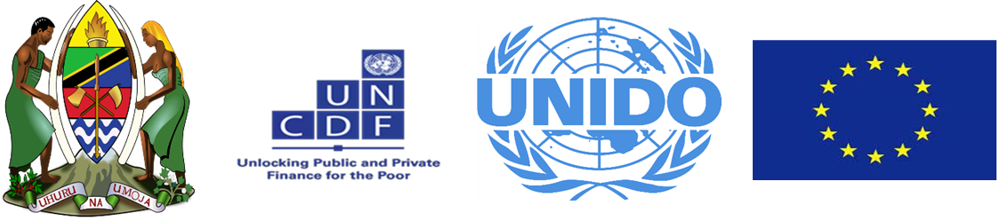 UHURU NA UMOJA
UN
CDF
Unlocking Public and Private
Finance for the Poor
UNIDO